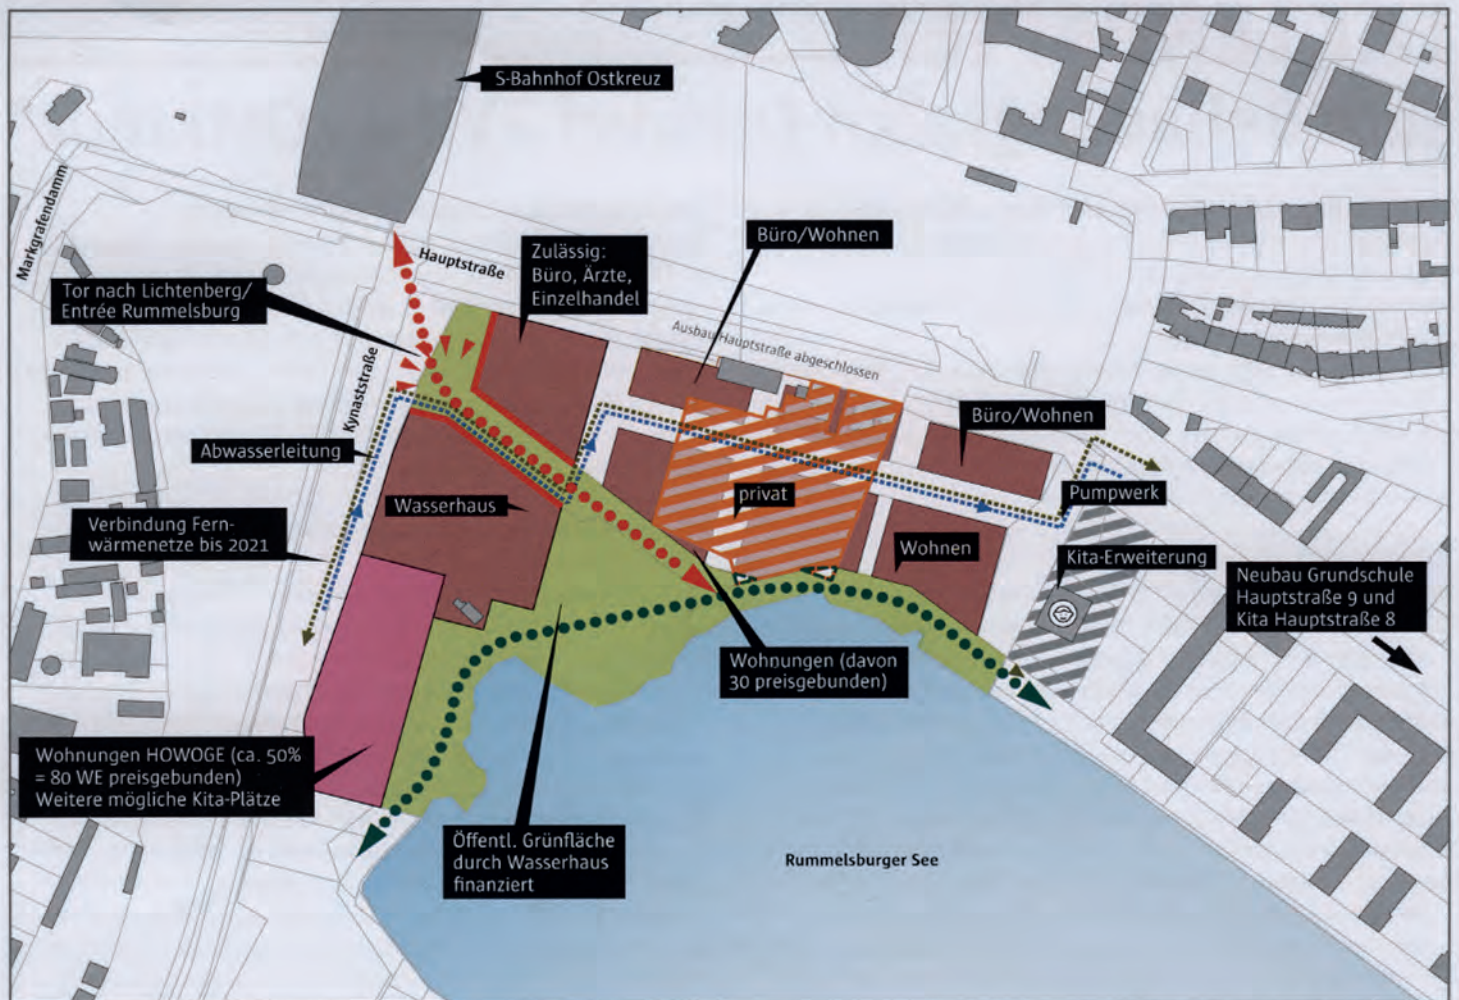 S-Bahnhof Ostkreuz
Markgrafendamm
Hauptstraße
Zulässig:
Büro, Ärzte,
Einzelhandel
Büro/Wohnen
Tor nach Lichtenberg/
Entrée Rummelsburg
Ausbau Hauptstraße abgeschlossen
Kynaststraße
Büro/Wohnen
Abwasserleitung
Wasserhaus
privat
Pumpwerk
Verbindung Fern-
wärmenetze bis 2021
Wohnen
Kita-Erweiterung
Neubau Grundschule
Hauptstraße 9 und
Kita Hauptstraße 8
Wohnungen (davon
30 preisgebunden)
Wohnungen HOWOGE (ca. 50%
= 80 WE preisgebunden)
Weitere mögliche Kita-Plätze
Öffentl. Grünfläche
durch Wasserhaus
finanziert
Rummelsburger See